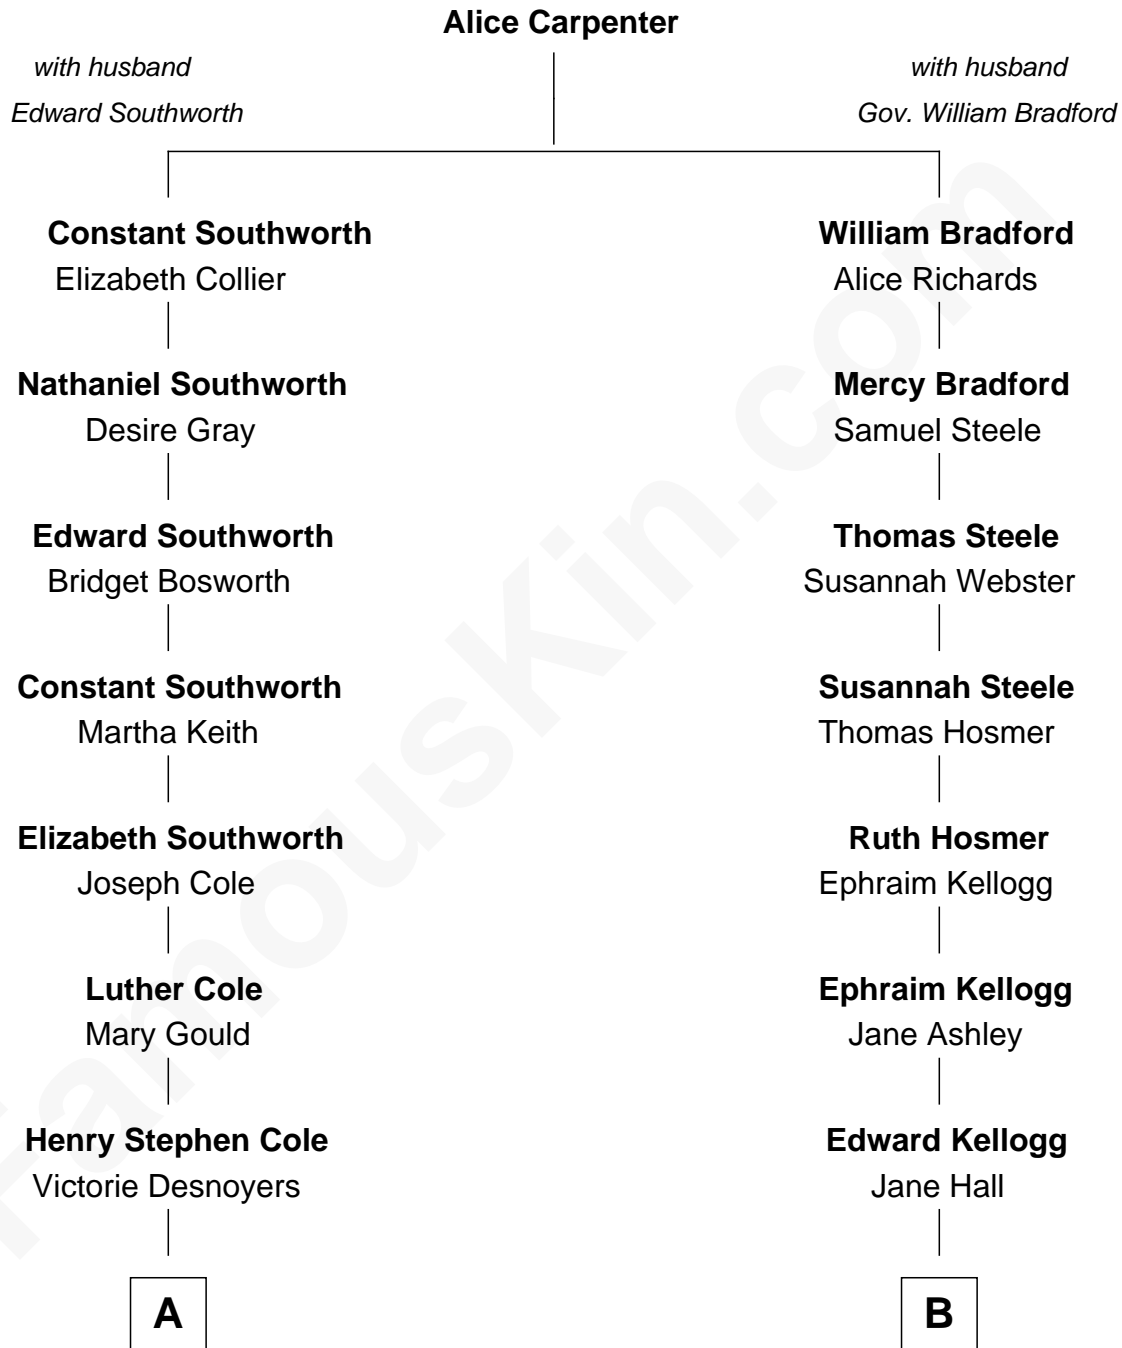 Alice Carpenter
with husband with husband
Edward Southworth Gov. William Bradford
Constant Southworth William Bradford
Elizabeth Collier Alice Richards
Nathaniel Southworth Mercy Bradford
Desire Gray Samuel Steele
Edward Southworth Thomas Steele
Bridget Bosworth Susannah Webster
Constant Southworth Susannah Steele
Martha Keith Thomas Hosmer
Elizabeth Southworth Ruth Hosmer
Joseph Cole Ephraim Kellogg
Luther Cole Ephraim Kellogg
Mary Gould Jane Ashley
Henry Stephen Cole Edward Kellogg
Victorie Desnoyers Jane Hall
A B
FamousKin.com